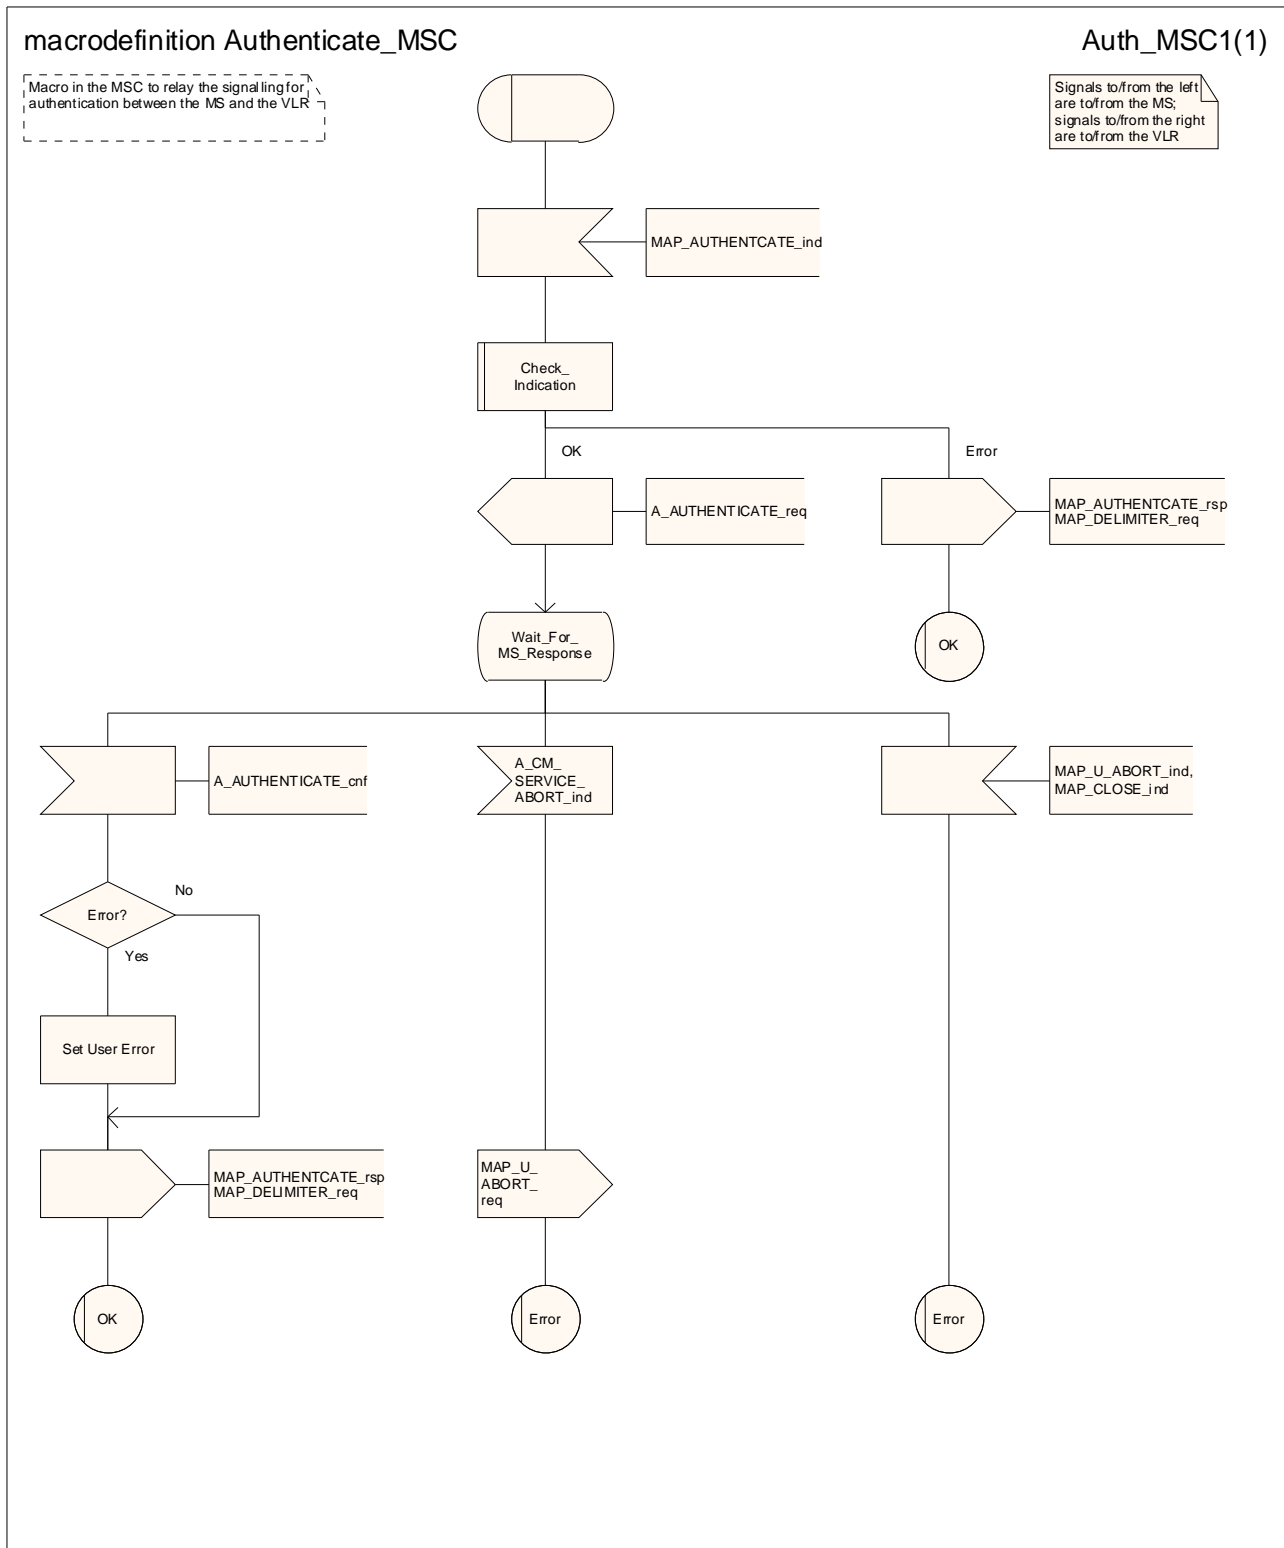 macrodefinition Authenticate_MSC
Auth_MSC1(1)
Macro in the MSC to relay the signalling for
authentication between the MS and the VLR
Signals to/from the left
are to/from the MS;
signals to/from the right
are to/from the VLR
MAP_AUTHENTCATE_ind
Check_
Indication
OK
Error
A_AUTHENTICATE_req
MAP_AUTHENTCATE_rsp
MAP_DELIMITER_req
Wait_For_
MS_Response
OK
A_AUTHENTICATE_cnf
A_CM_
SERVICE_
ABORT_ind
MAP_U_ABORT_ind,
MAP_CLOSE_ind
No
Error?
Yes
Set User Error
MAP_AUTHENTCATE_rsp
MAP_DELIMITER_req
MAP_U_
ABORT_
req
OK
Error
Error